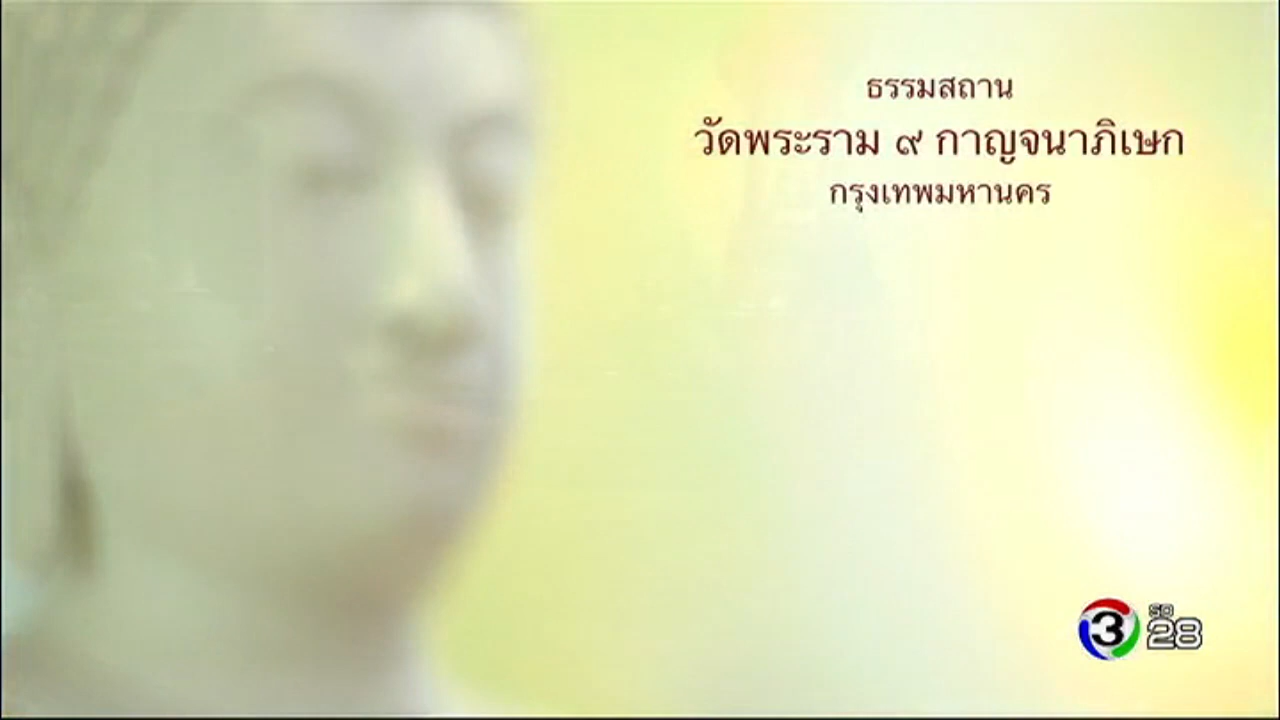 ธรรมสถาน
วัดพระราม ๙ กาญจนาภิเษก
กรุงเทพมหานคร
3 SD
28